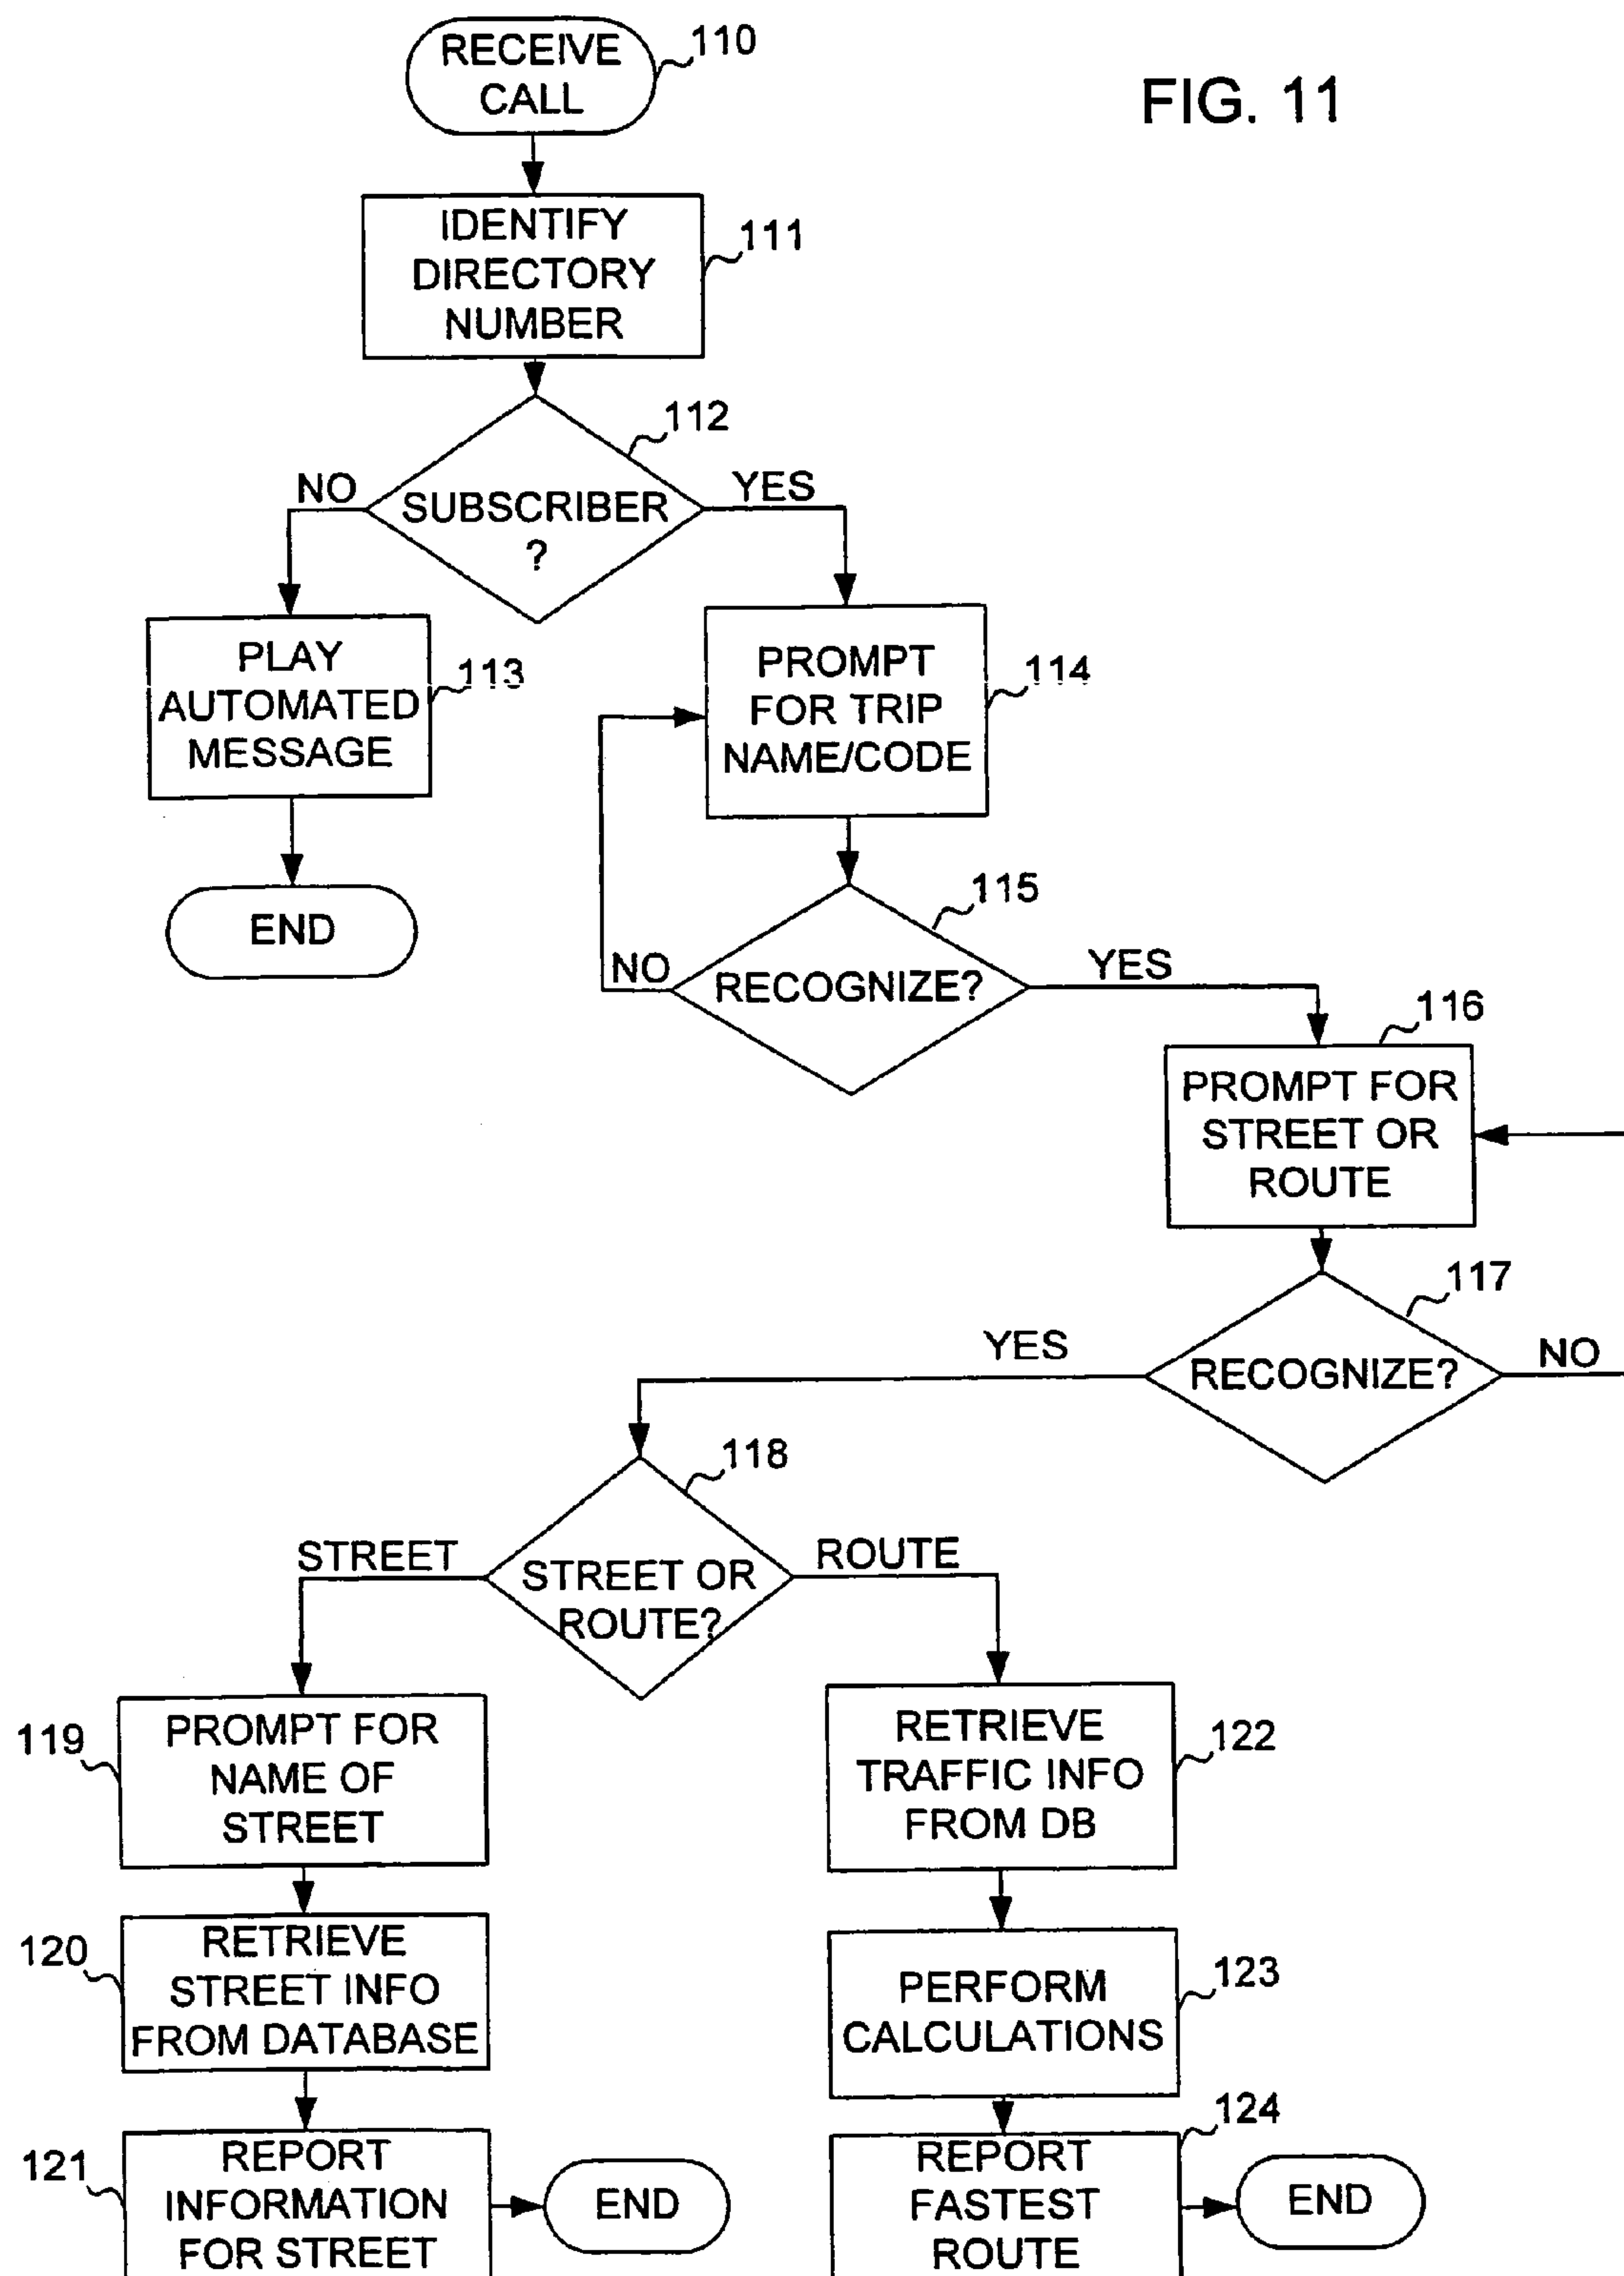 RECEIVE
CALL
110
FIG. 11
IDENTIFY
DIRECTORY
NUMBER
111
112
NO
SUBSCRIBER
?
YES
PLAY
AUTOMATED
MESSAGE
113
PROMPT
FOR TRIP
NAME/CODE
114
END
115
NO
RECOGNIZE?
YES
116
PROMPT FOR
STREET OR
ROUTE
117
YES
RECOGNIZE?
NO
118
STREET
STREET OR
ROUTE?
ROUTE
119
PROMPT FOR
NAME OF
STREET
RETRIEVE
TRAFFIC INFO
FROM DB
122
120
RETRIEVE
STREET INFO
FROM DATABASE
PERFORM
CALCULATIONS
123
121
REPORT
INFORMATION
FOR STREET
END
124
REPORT
FASTEST
ROUTE
END